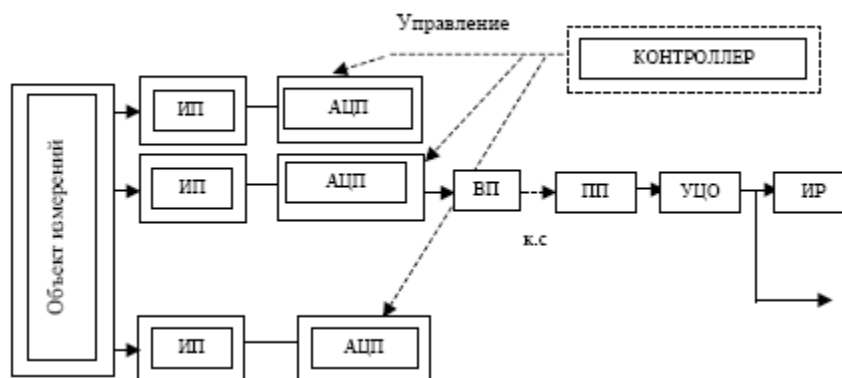 Управление
КОНТРОЛЛЕР
Объект измерений
ИП
АЦП
ИП
АЦП
ВП
ПП
УЦО
ИР
к.с
ИП
АЦП